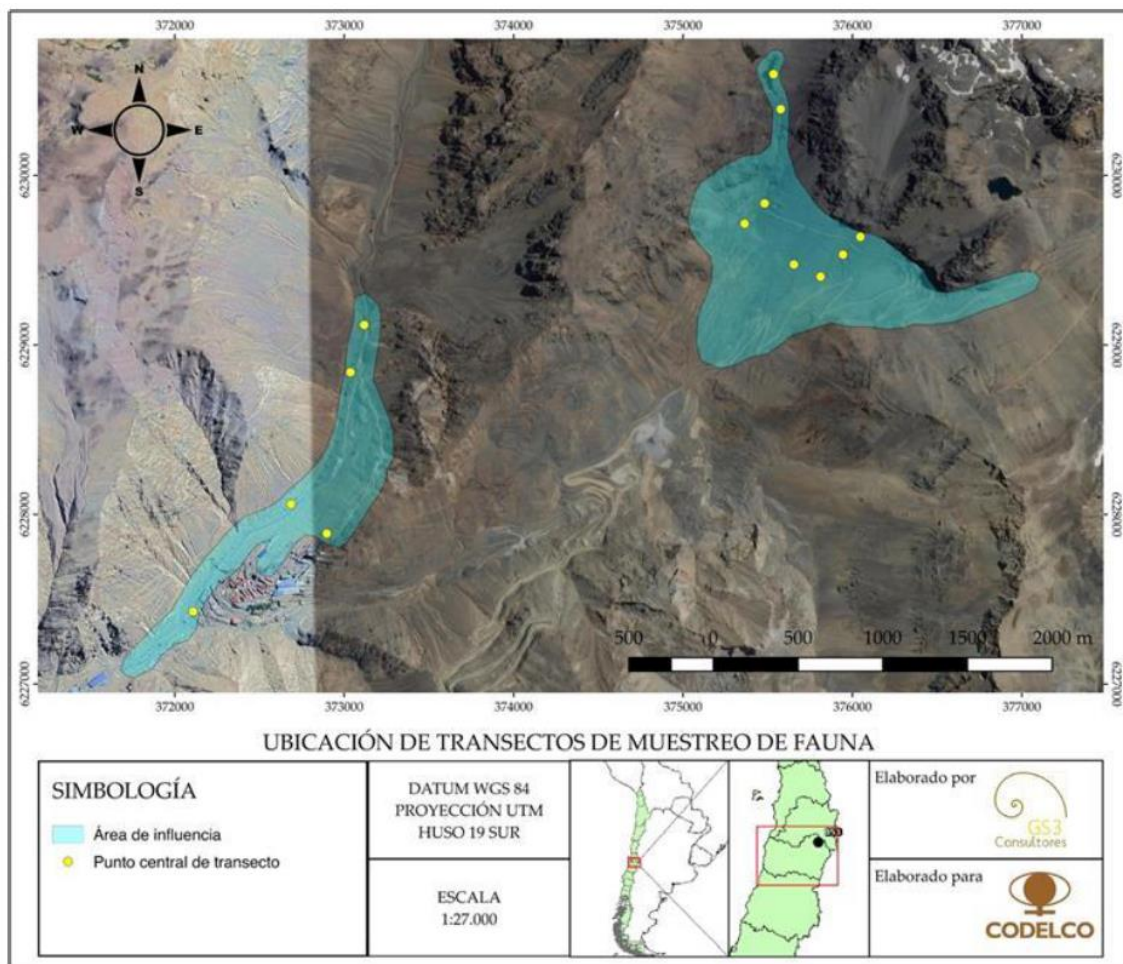 372000 373000 374000 375000 376000 377000
N
W E
S
6230000 6230000
6229000 6229000
6228000 6228000
500 0 500 1000 1500 2000 m
6227000 6227000
372000 373000 374000 375000 376000 377000
UBICACIÓN DE TRANSECTOS DE MUESTREO DE FAUNA
SIMBOLOGÍA
Área de influencia
Punto central de transecto
DATUM WGS 84
PROYECCIÓN UTM
HUSO 19 SUR
ESCALA
1:27.000
Elaborado por
GS3
Consultores
Elaborado para
CODELCO